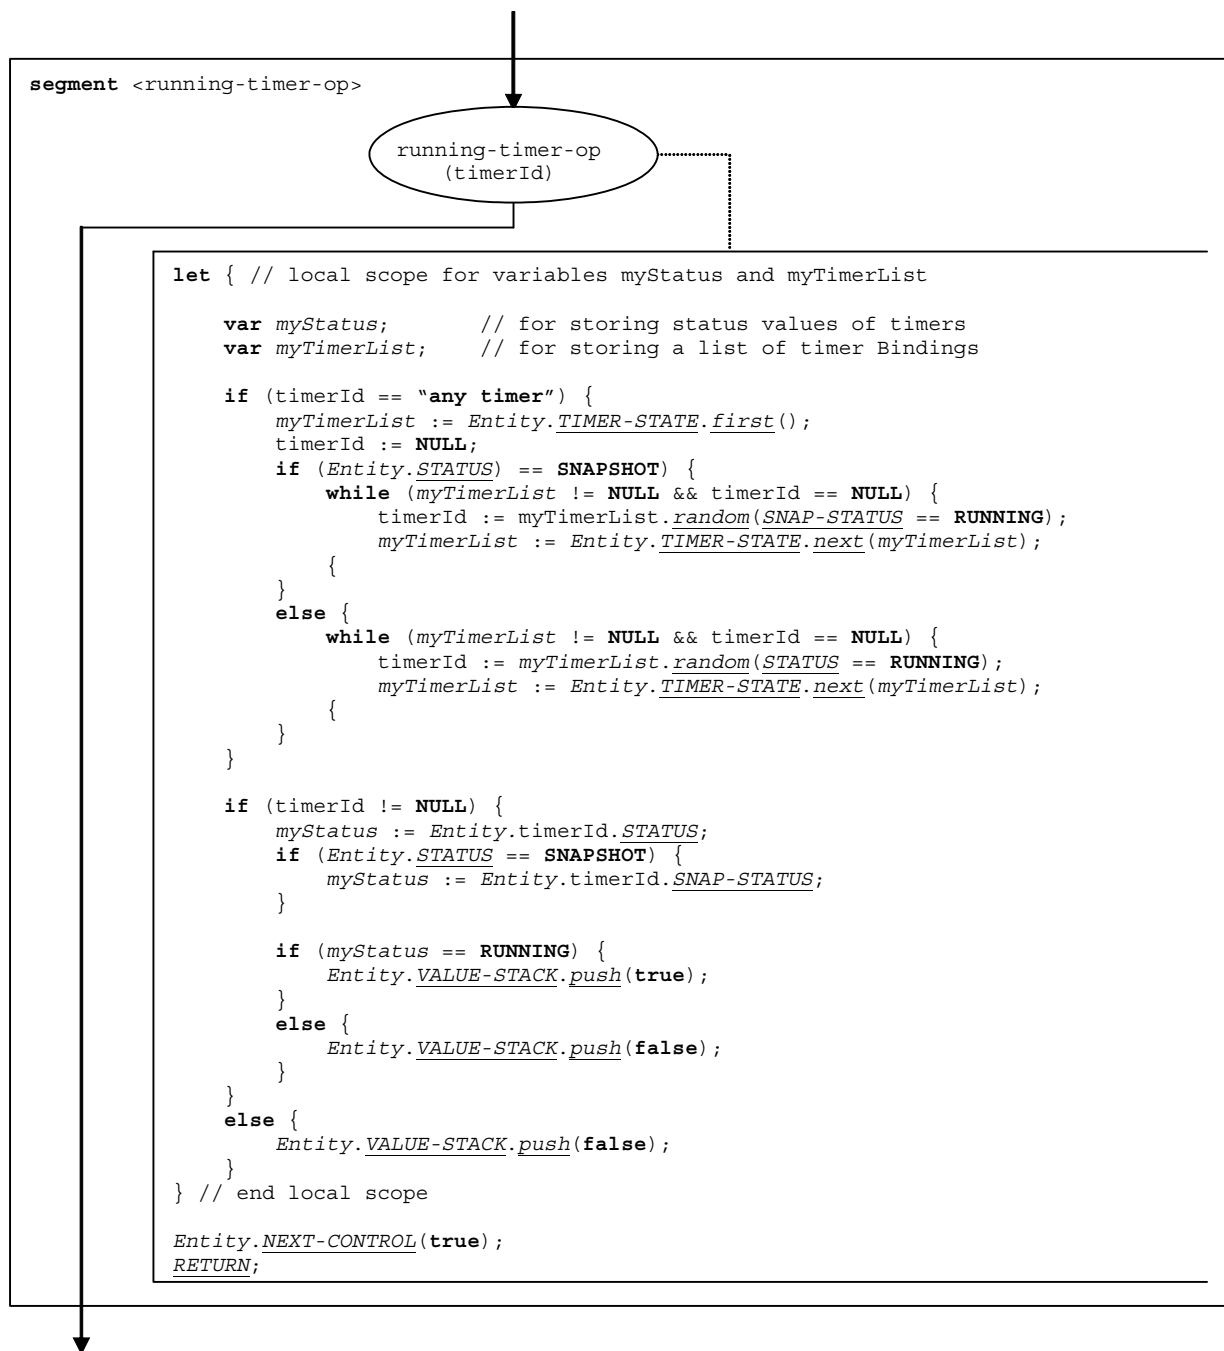 segment <running-timer-op>
running-timer-op
(timerId)
let { // local scope for variables myStatus and myTimerList
var myStatus; // for storing status values of timers
var myTimerList; // for storing a list of timer Bindings
if (timerId == “any timer”) {
myTimerList := Entity.TIMER-STATE.first();
timerId := NULL;
if (Entity.STATUS) == SNAPSHOT) {
while (myTimerList != NULL && timerId == NULL) {
timerId := myTimerList.random(SNAP-STATUS == RUNNING);
myTimerList := Entity.TIMER-STATE.next(myTimerList);
{
}
else {
while (myTimerList != NULL && timerId == NULL) {
timerId := myTimerList.random(STATUS == RUNNING);
myTimerList := Entity.TIMER-STATE.next(myTimerList);
{
}
}
if (timerId != NULL) {
myStatus := Entity.timerId.STATUS;
if (Entity.STATUS == SNAPSHOT) {
myStatus := Entity.timerId.SNAP-STATUS;
}
if (myStatus == RUNNING) {
Entity.VALUE-STACK.push(true);
}
else {
Entity.VALUE-STACK.push(false);
}
}
else {
Entity.VALUE-STACK.push(false);
}
} // end local scope
Entity.NEXT-CONTROL(true);
RETURN;